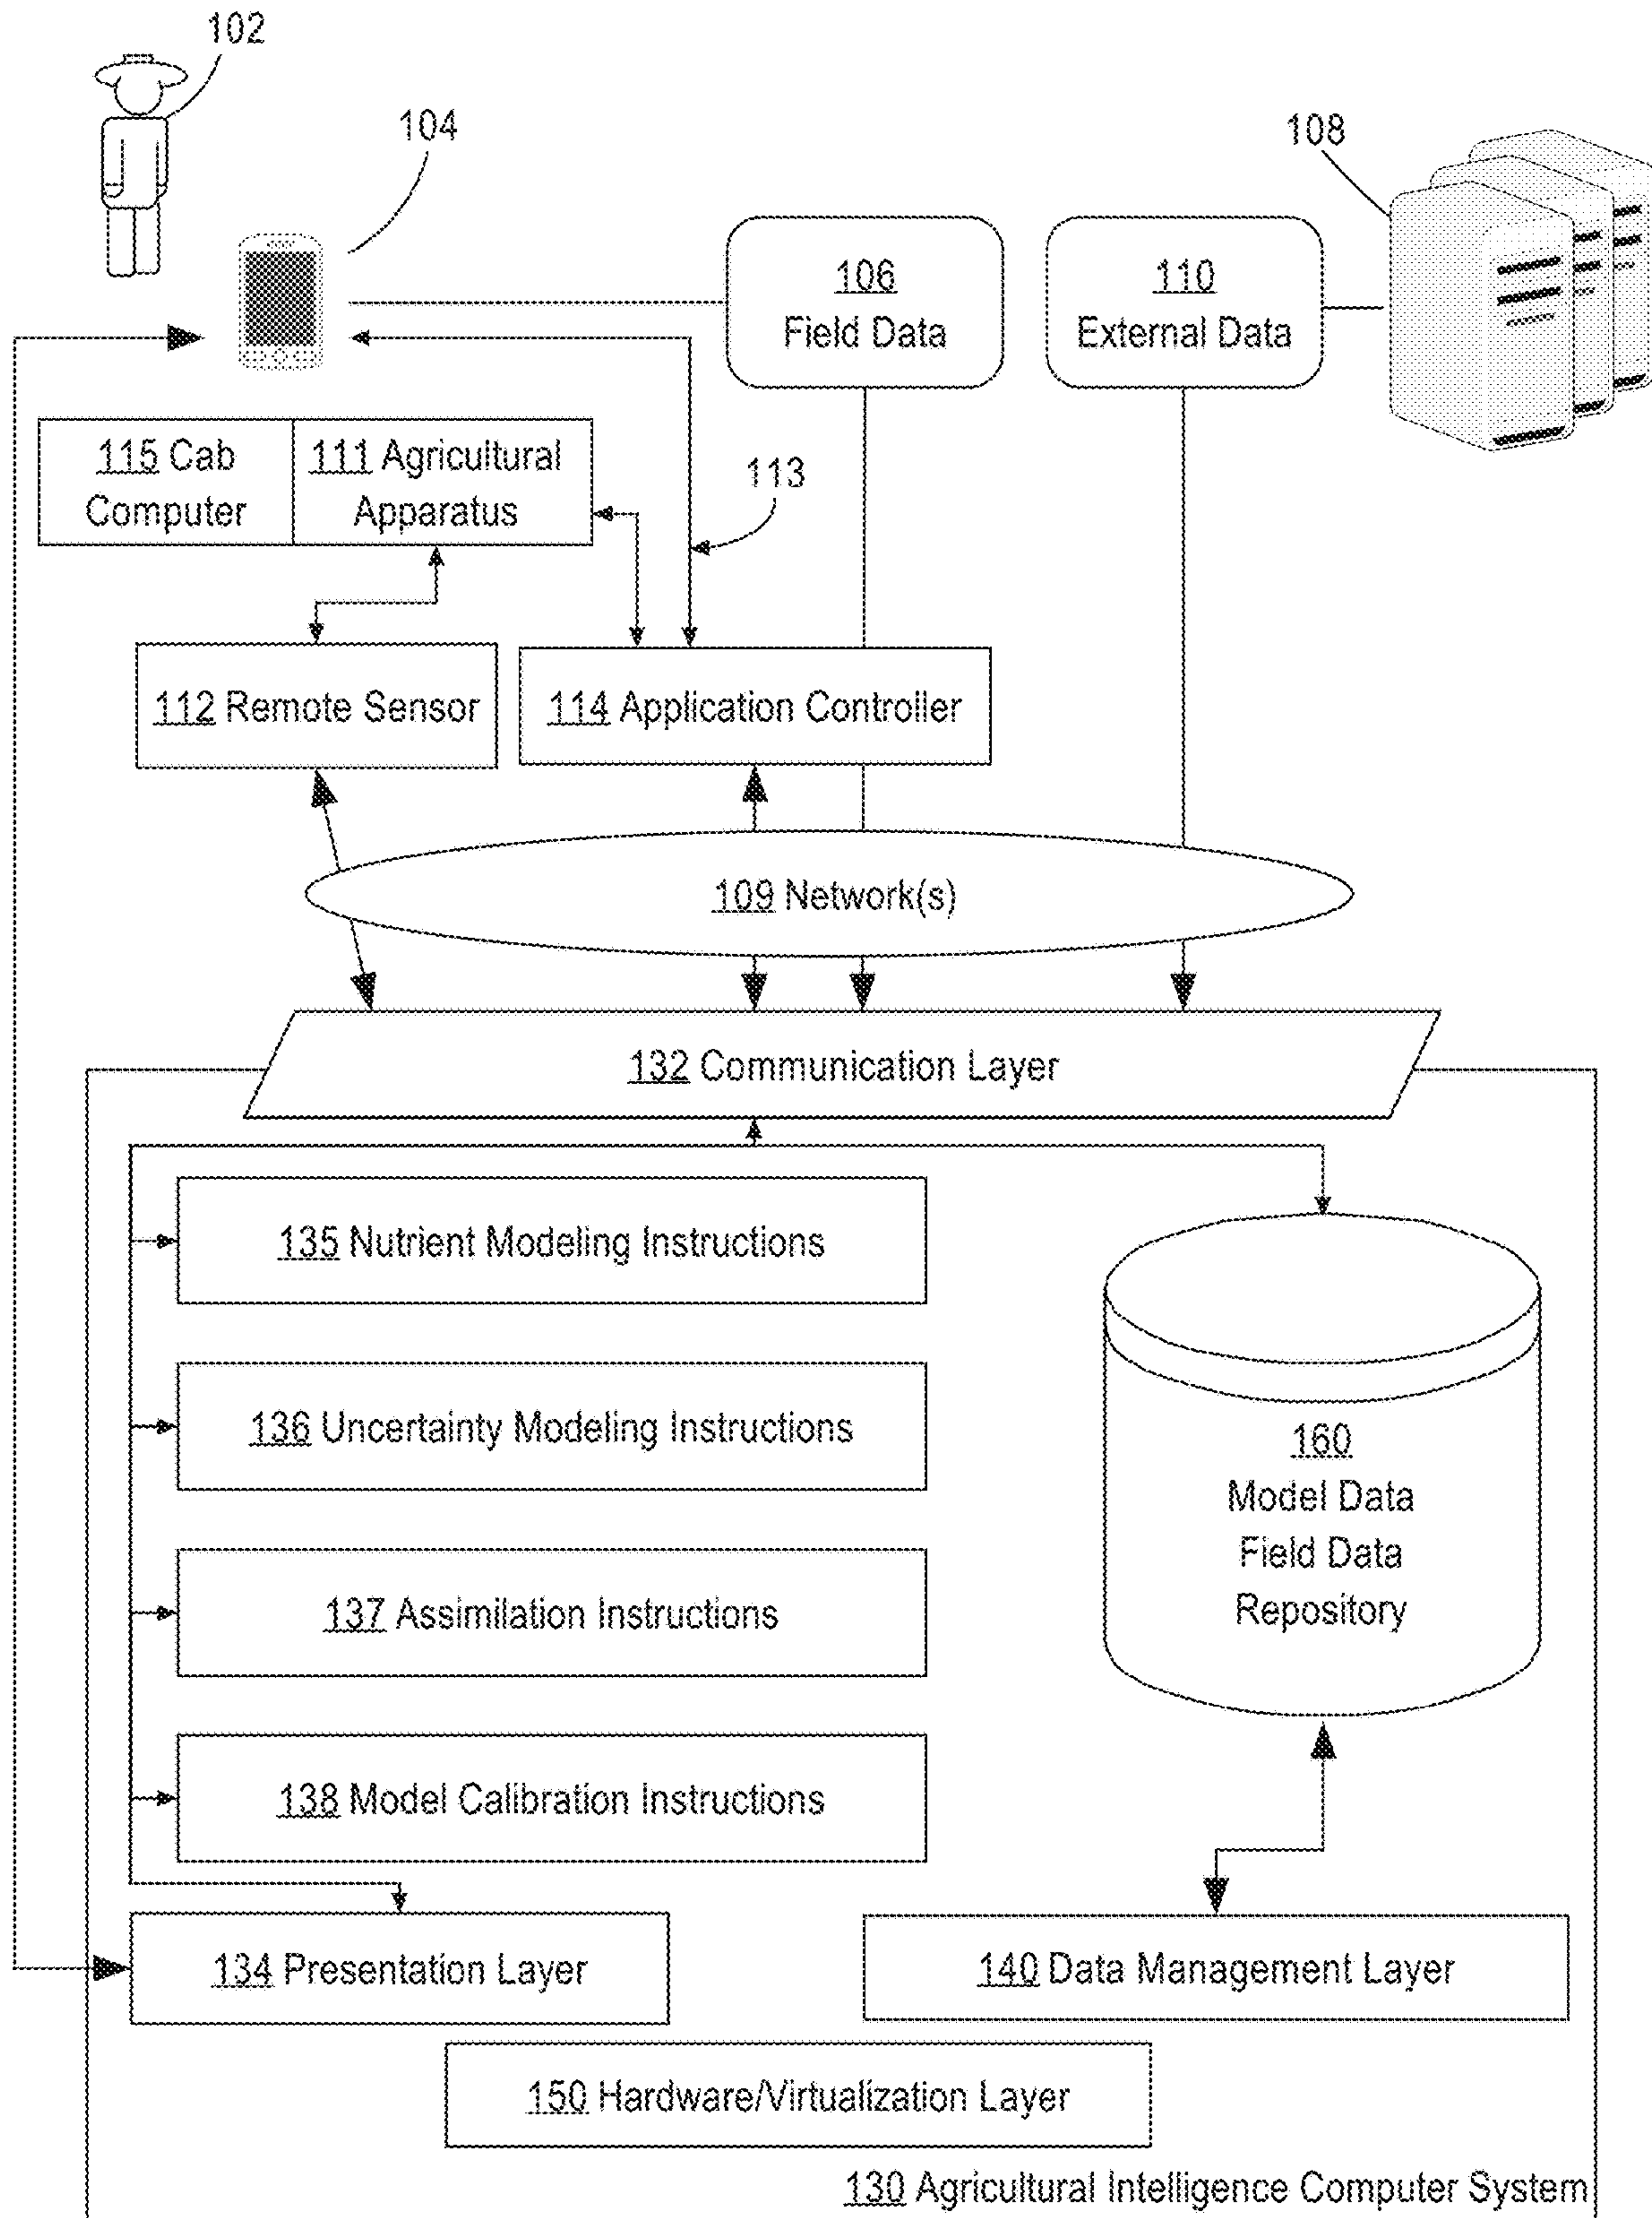 102
104
108
106
Field Data
110
External Data
115 Cab
Computer
111 Agricultural
Apparatus
113
112 Remote Sensor
114 Application Controller
109 Network(s)
132 Communication Layer
135 Nutrient Modeling Instructions
136 Uncertainty Modeling Instructions
160
Model Data
Field Data
Repository
137 Assimilation Instructions
138 Model Calibration Instructions
134 Presentation Layer
140 Data Management Layer
150 Hardware/Virtualization Layer
130 Agricultural Intelligence Computer System